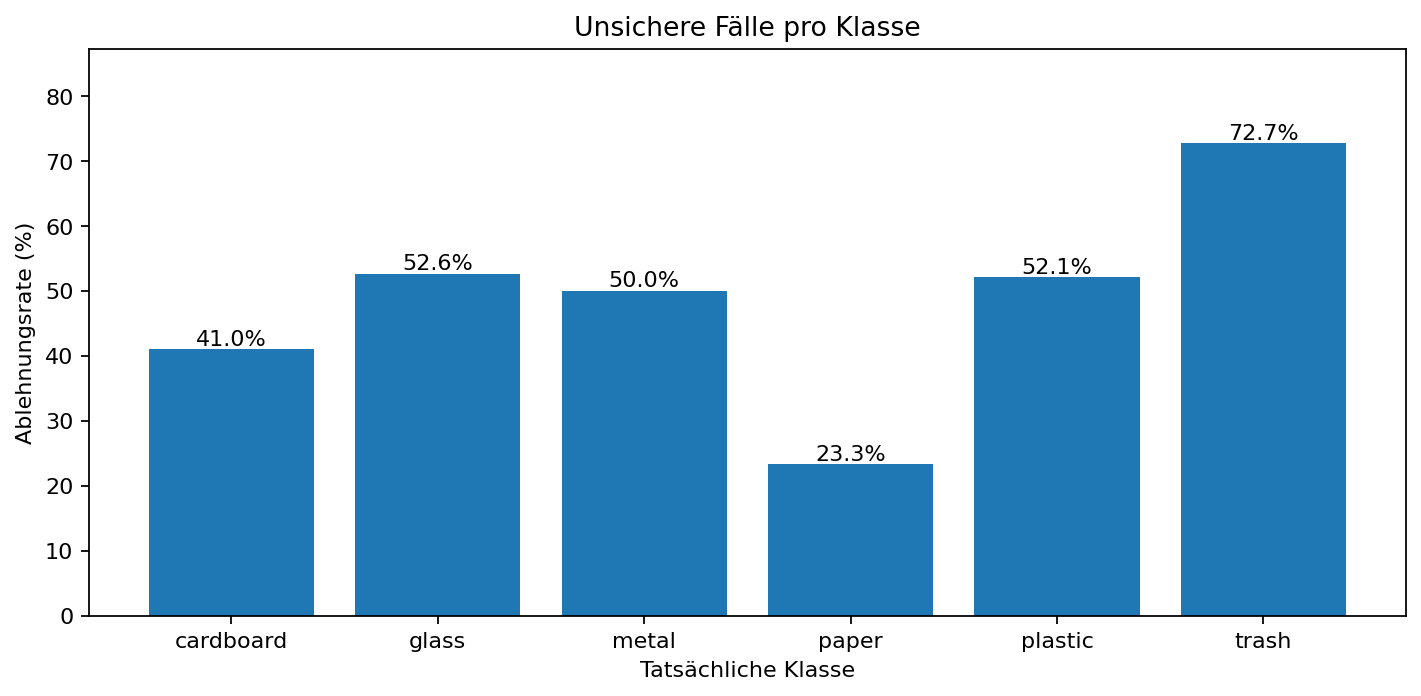 Unsichere Fälle pro Klasse
Ablehnungsrate (%)
80
70
60
50
40
30
20
10
0
41.0%
52.6%
50.0%
23.3%
52.1%
72.7%
cardboard
glass
metal
paper
plastic
trash
Tatsächliche Klasse